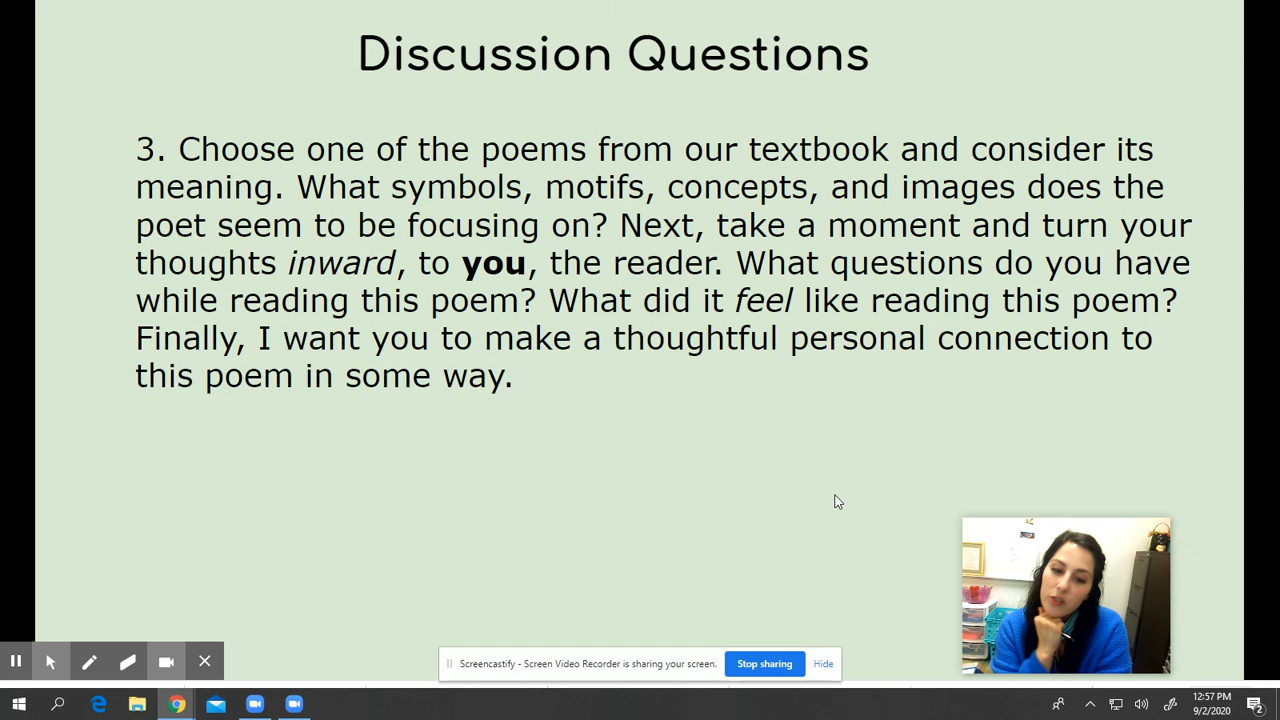 Discussion Questions
3. Choose one of the poems from our textbook and consider its
meaning. What symbols, motifs, concepts, and images does the
poet seem to be focusing on? Next, take a moment and turn your
thoughts inward, to you, the reader. What questions do you have
while reading this poem? What did it feel like reading this poem?
Finally, I want you to make a thoughtful personal connection to
this poem in some way.
Screencastify - Screen Video Recorder is sharing your screen.
Stop sharing
Hide
12:57 PM
9/2/2020
2